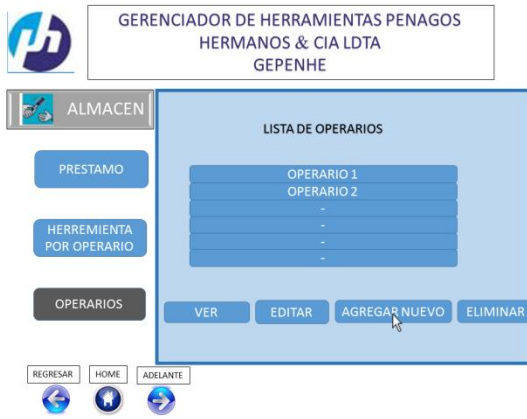 GERENCIADOR DE HERRAMIENTAS PENAGOS
HERMANOS & CIA LDTA
GEPENHE
ALMACEN
LISTA DE OPERARIOS
PRESTAMO
OPERARIO 1
OPERARIO 2
-
-
-
-
HERREMIENTA
POR OPERARIO
OPERARIOS
VER
EDITAR
AGREGAR NUEVO
ELIMINAR
REGRESAR
HOME
ADELANTE